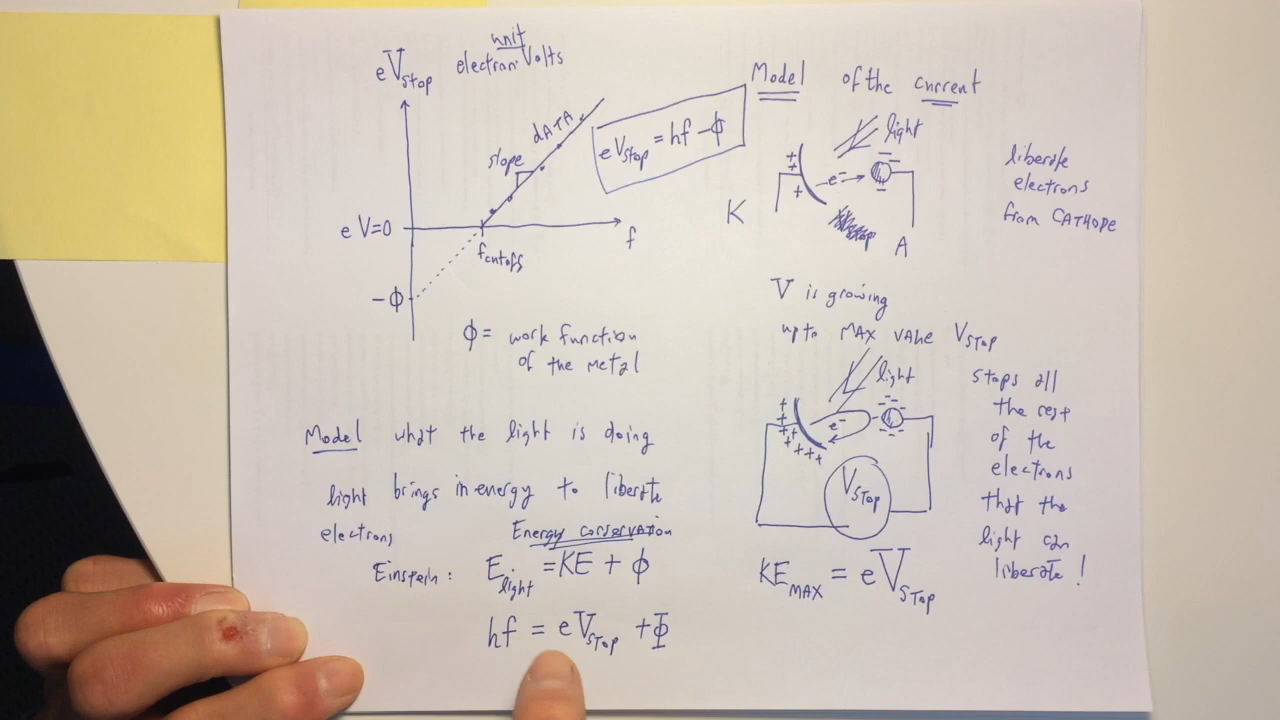 eV_Stop unit
electron Volts
dATA
slope
eV_Stop = hf - Φ
e V=0
f_cutoff
f
-Φ
Φ = work function
of the metal
Model what the light is doing
light brings in energy to liberate
electrons
Energy conservation
Einstein: E_light = KE + Φ
hf = eV_Stop + Φ
Model of the current
light
++
+
e-
K
A
liberate
electrons
from CATHODE
V is growing
up to MAX value V_STOP
light
e-
V_STOP
stops all
the rest
of the
electrons
that the
light can
liberate!
KE_MAX = eV_STOP